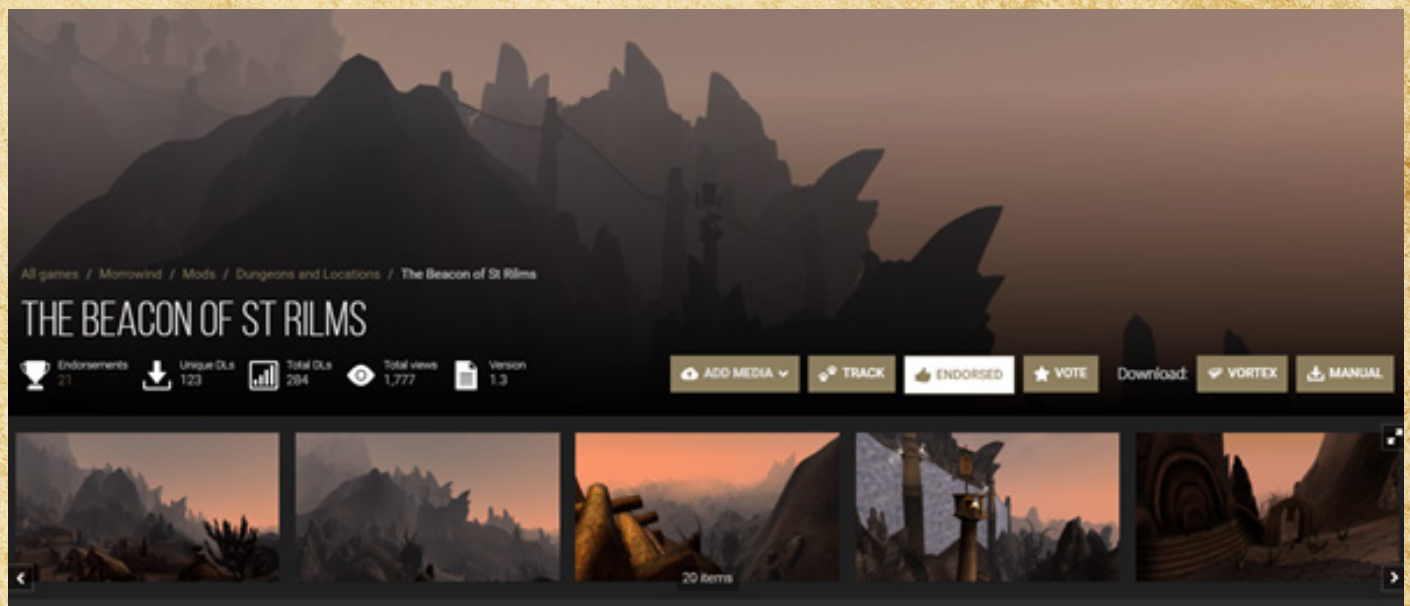 All games / Morrowind / Mods / Dungeons and Locations / The Beacon of St Rilms
THE BEACON OF ST RILMS
Endorsements
21
Unique DLs
123
Total DLs
284
Total views
1,777
Version
1.3
ADD MEDIA
TRACK
ENDORSED
VOTE
Download:
VORTEX
MANUAL
20 items